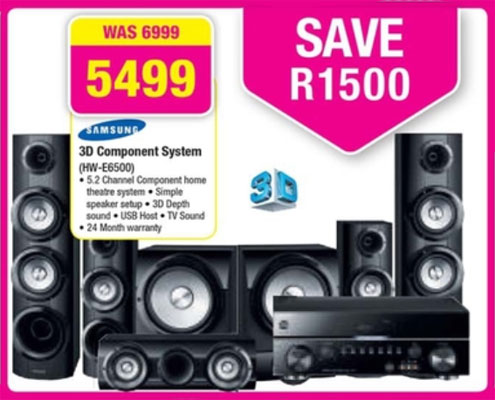 WAS 6999
5499
SAVE
R1500
SAMSUNG
3D Component System
(HW-E6500)
• 5.2 Channel Component home
theatre system • Simple
speaker setup • 3D Depth
sound • USB Host • TV Sound
• 24 Month warranty
3D